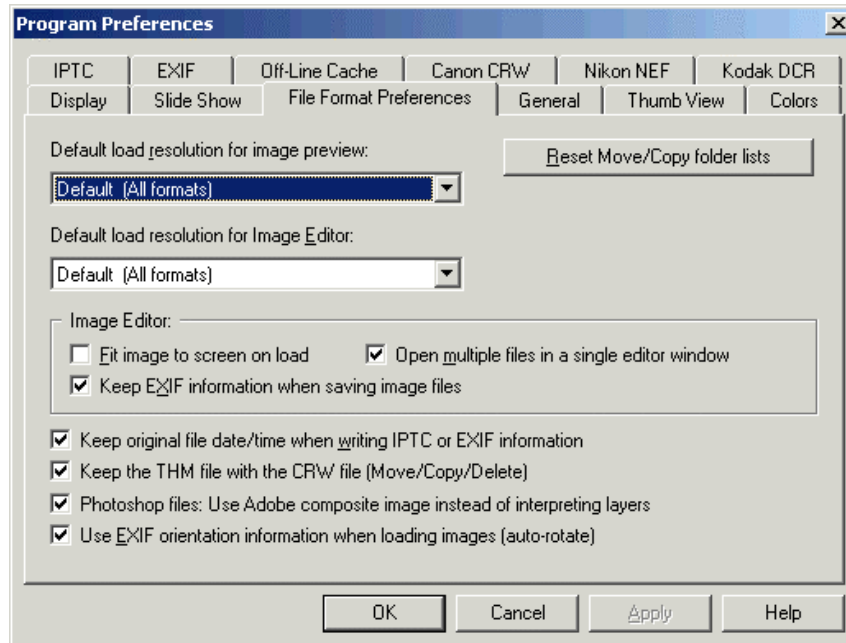 Program Preferences
IPTC EXIF Off-Line Cache Canon CRW Nikon NEF Kodak DCR
Display Slide Show File Format Preferences General Thumb View Colors
Default load resolution for image preview:
Reset Move/Copy folder lists
Default (All formats)
Default load resolution for Image Editor:
Default (All formats)
Image Editor:
Fit image to screen on load Open multiple files in a single editor window
Keep EXIF information when saving image files
Keep original file date/time when writing IPTC or EXIF information
Keep the THM file with the CRW file (Move/Copy/Delete)
Photoshop files: Use Adobe composite image instead of interpreting layers
Use EXIF orientation information when loading images (auto-rotate)
OK Cancel Apply Help